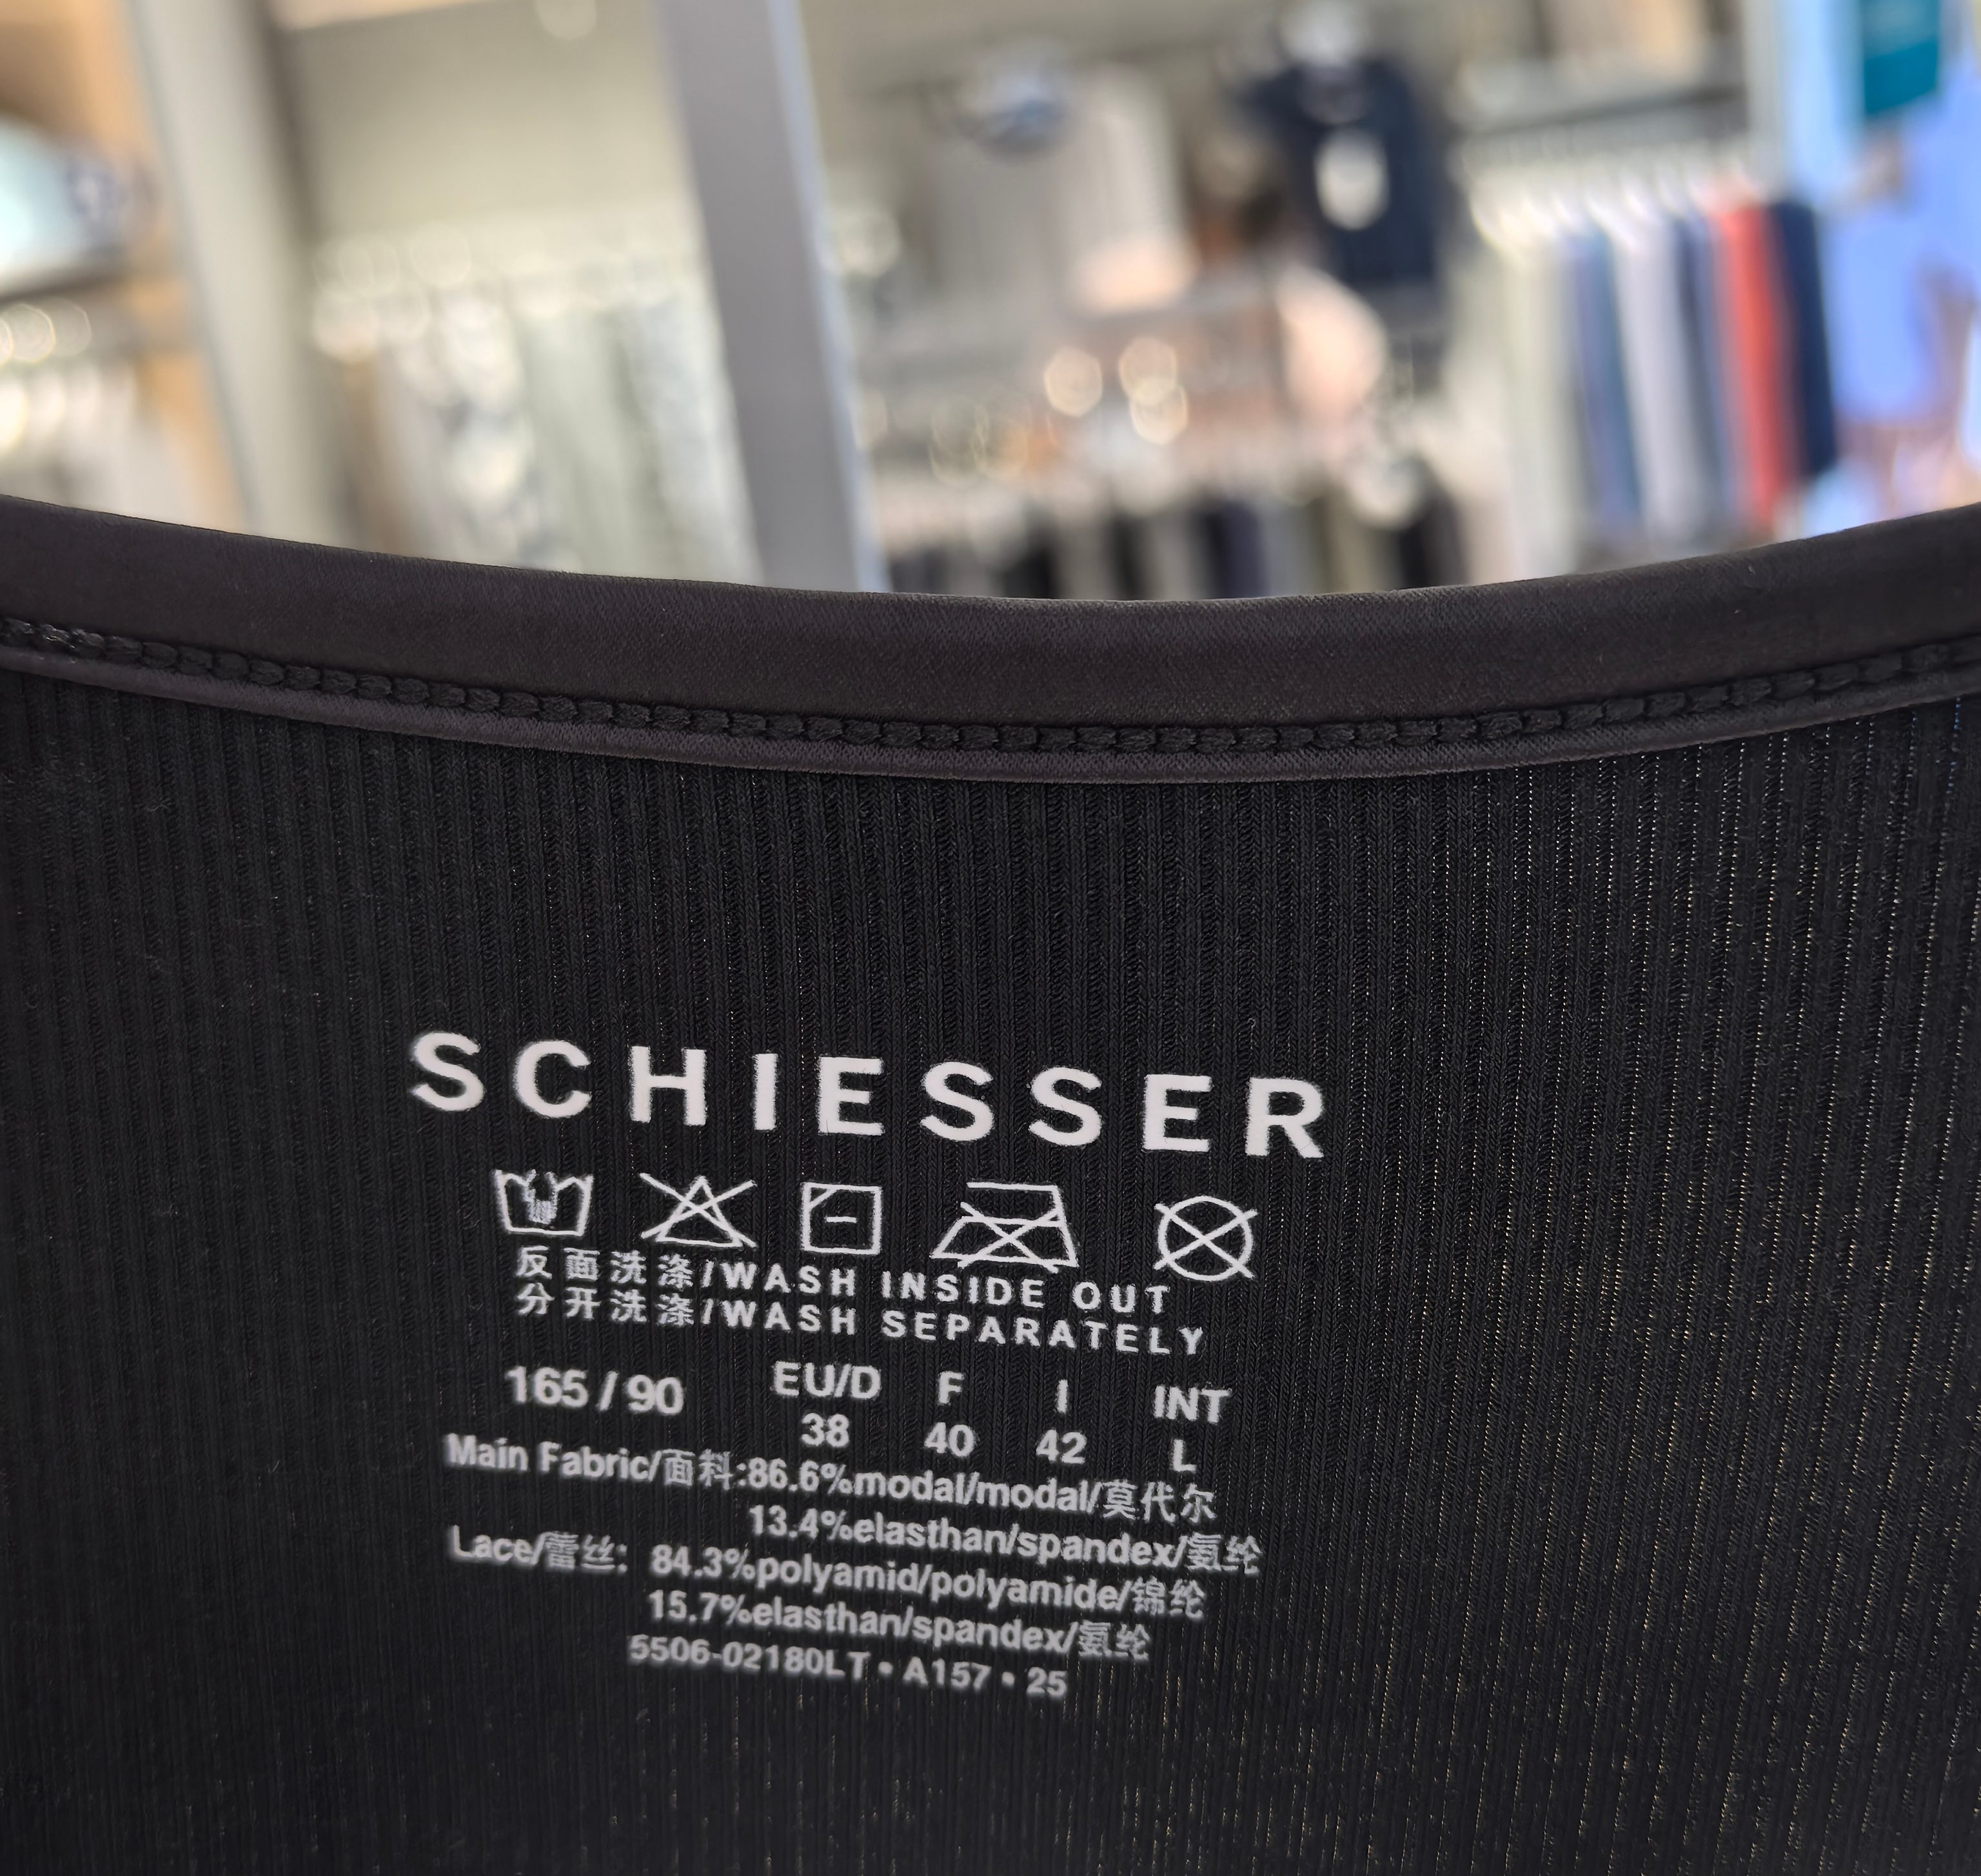 SCHIESSER
反面洗涤/WASH INSIDE OUT
分开洗涤/WASH SEPARATELY
165 / 90 EU/D F I INT
38 40 42 L
Main Fabric/面料:86.6%modal/modal/莫代尔
13.4%elasthan/spandex/氨纶
Lace/蕾丝: 84.3%polyamid/polyamide/锦纶
15.7%elasthan/spandex/氨纶
5506-02180LT • A157 • 25